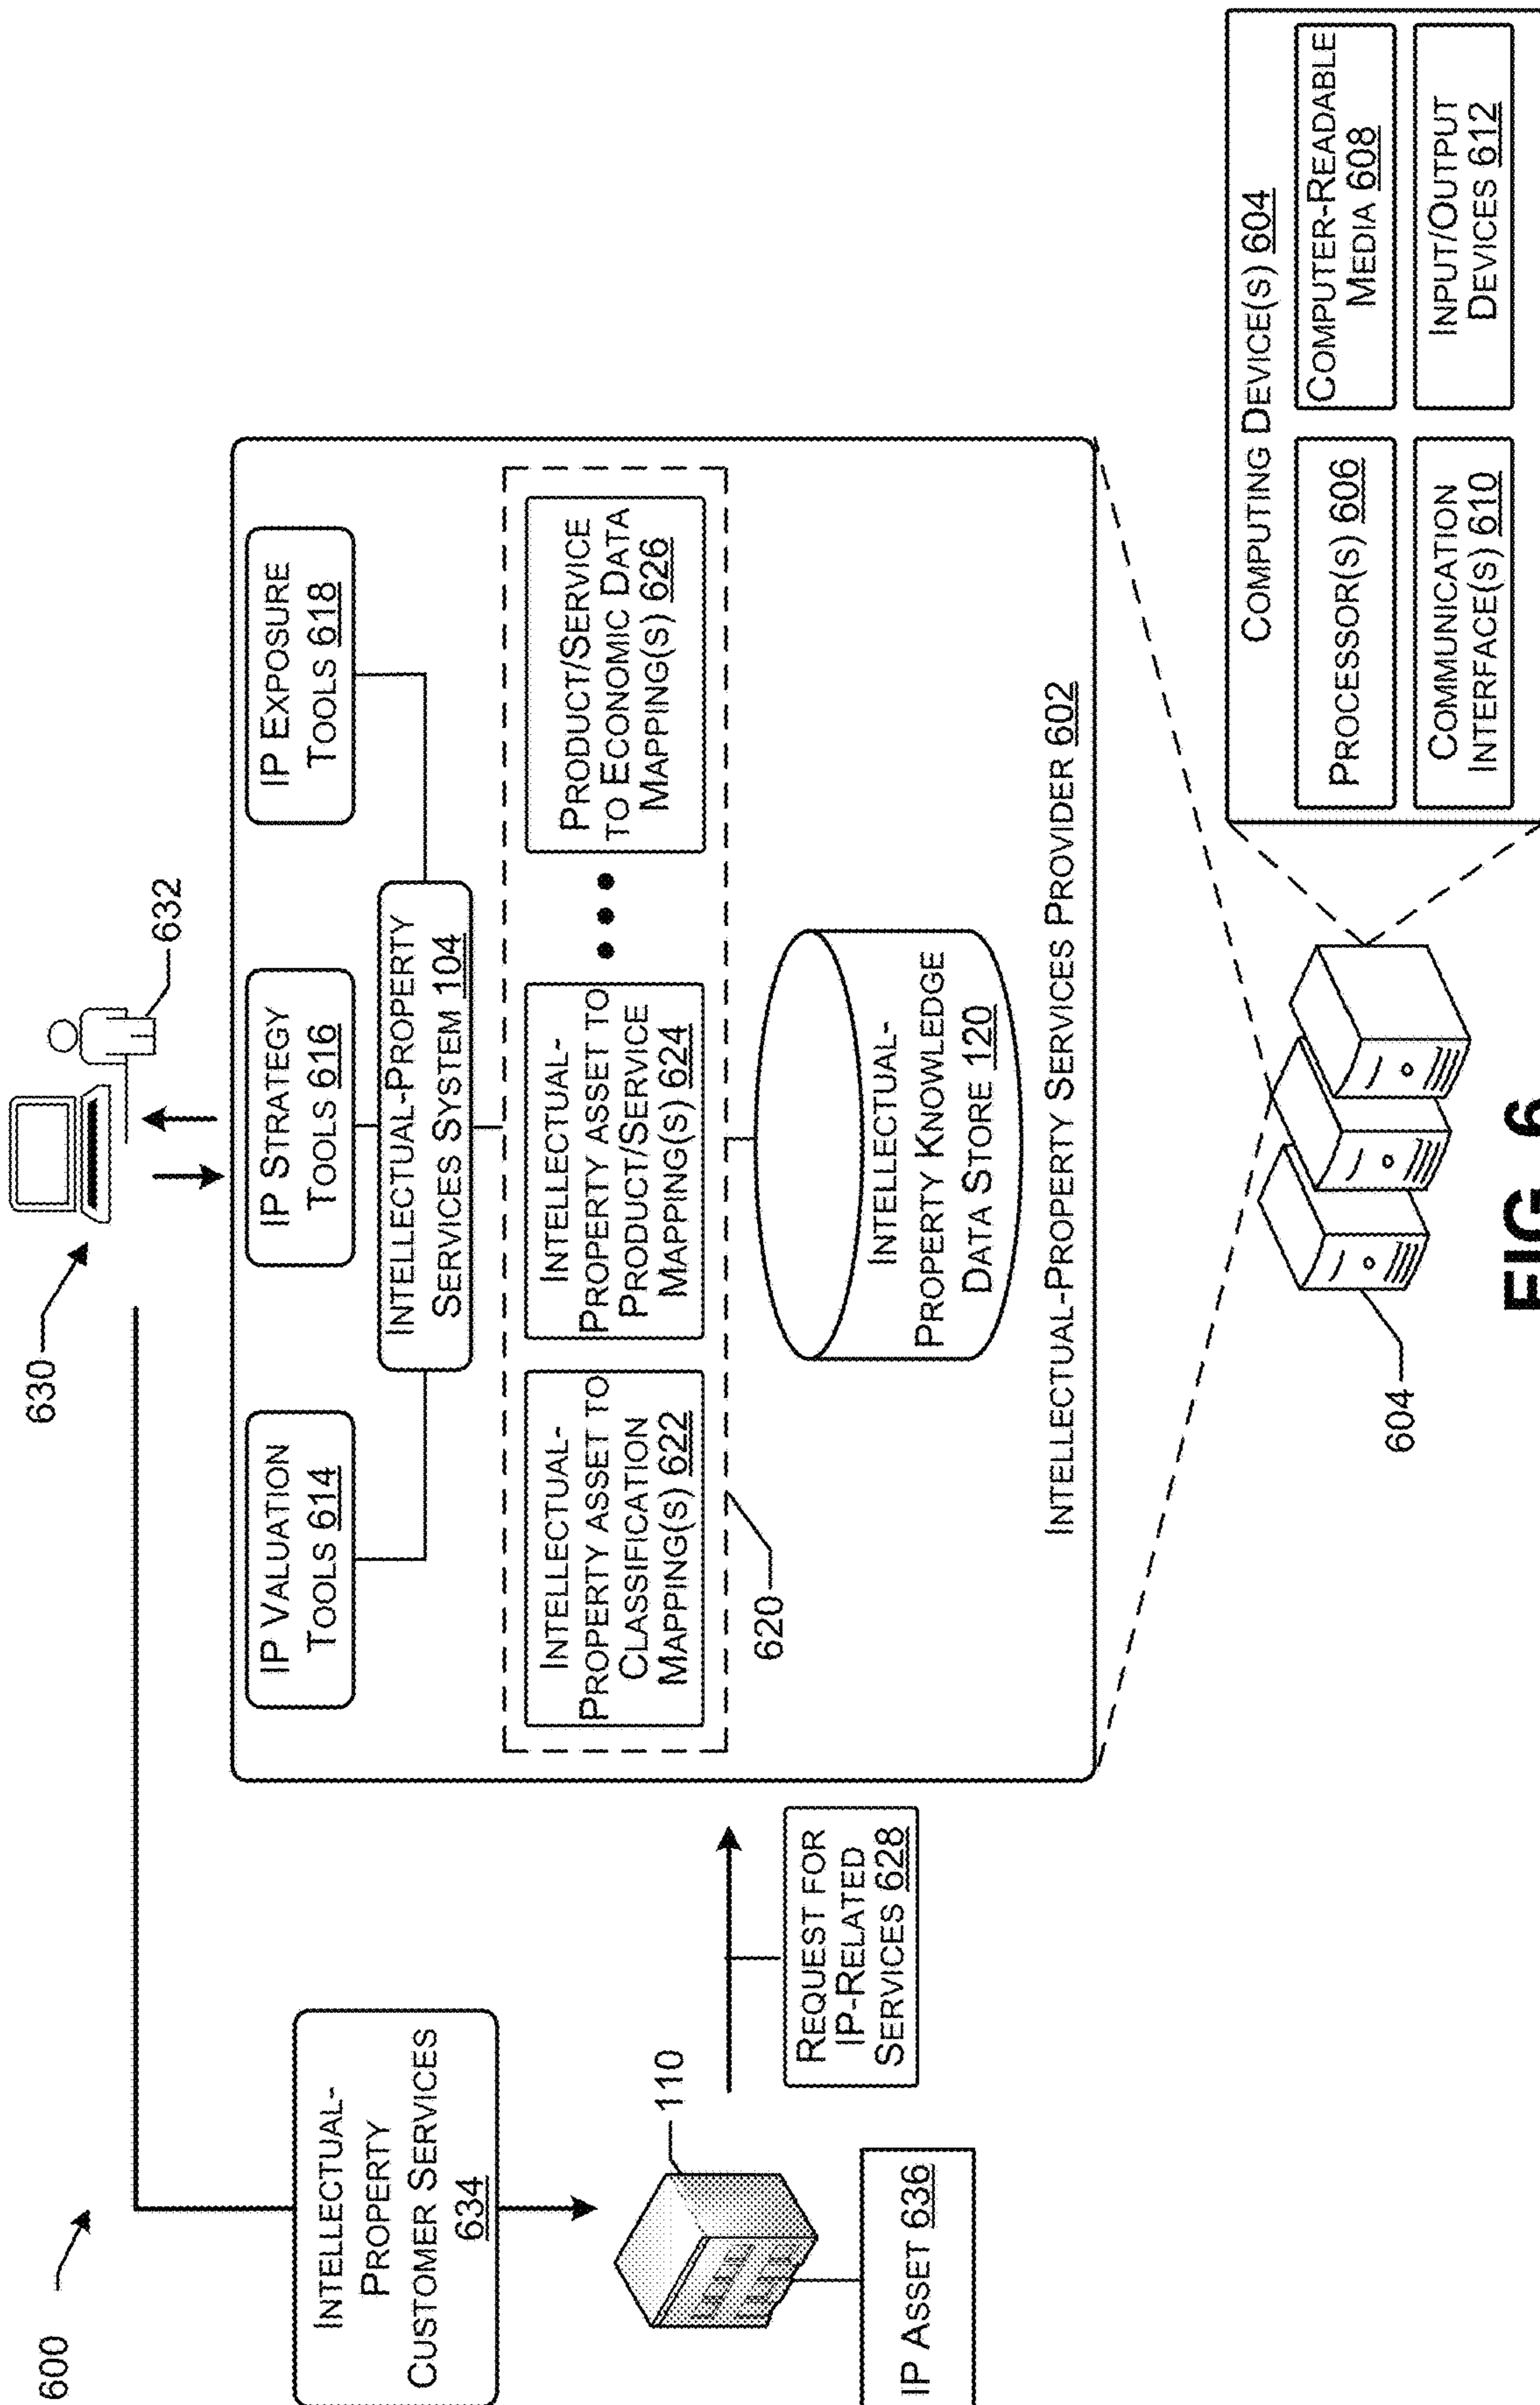 600
630
632
IP VALUATION
TOOLS 614
IP STRATEGY
TOOLS 616
IP EXPOSURE
TOOLS 618
INTELLECTUAL-PROPERTY
SERVICES SYSTEM 104
INTELLECTUAL-
PROPERTY
CUSTOMER SERVICES
634
INTELLECTUAL-
PROPERTY ASSET TO
CLASSIFICATION
MAPPING(S) 622
INTELLECTUAL-
PROPERTY ASSET TO
PRODUCT/SERVICE
MAPPING(S) 624
PRODUCT/SERVICE
TO ECONOMIC DATA
MAPPING(S) 626
620
110
REQUEST FOR
IP-RELATED
SERVICES 628
IP ASSET 636
INTELLECTUAL-
PROPERTY KNOWLEDGE
DATA STORE 120
INTELLECTUAL-PROPERTY SERVICES PROVIDER 602
604
COMPUTING DEVICE(S) 604
PROCESSOR(S) 606
COMPUTER-READABLE
MEDIA 608
COMMUNICATION
INTERFACE(S) 610
INPUT/OUTPUT
DEVICES 612
FIG. 6